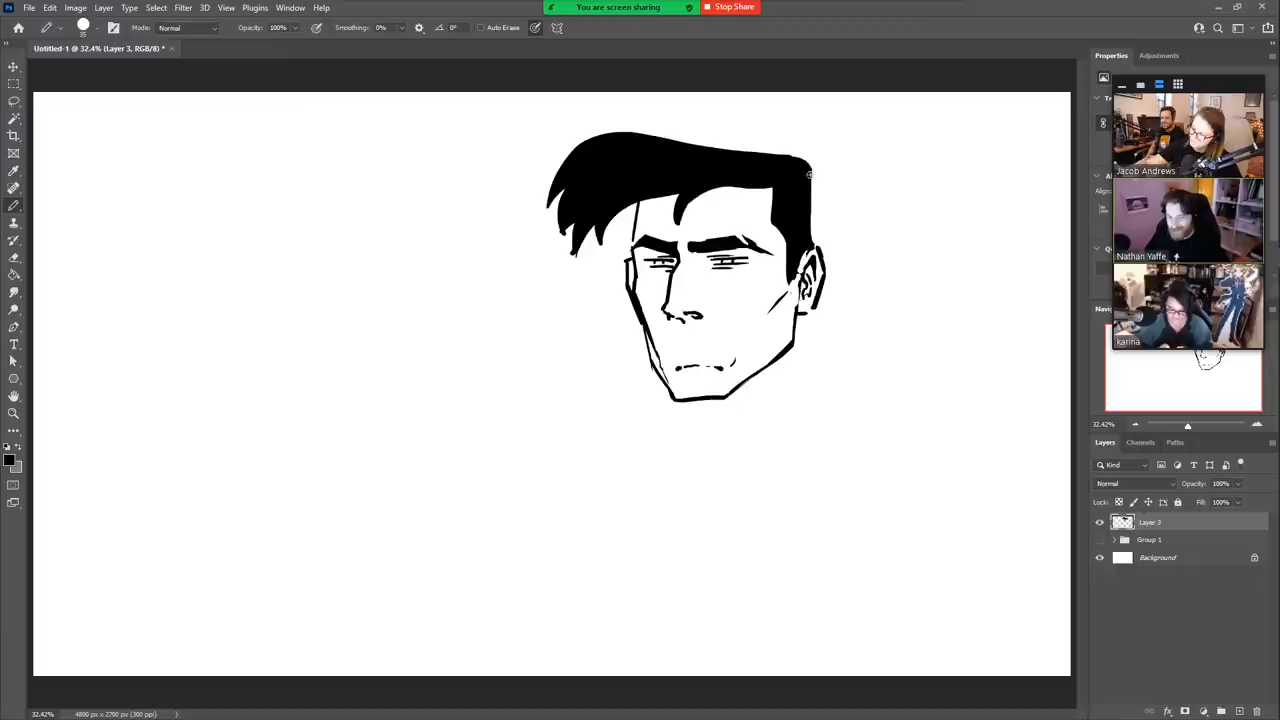 You are screen sharing Stop Share
Ps File Edit Image Layer Type Select Filter 3D View Plugins Window Help
35 Mode: Normal Opacity: 100% Smoothing: 0% 0° Auto Erase
Untitled-1 @ 32.4% (Layer 3, RGB/8) * ×
Properties Adjustments
Jacob Andrews
Align:
Nathan Yaffe
karina
32.42%
Layers Channels Paths
Kind
Normal Opacity: 100%
Lock: Fill: 100%
Layer 3
Group 1
Background
32.42% 4800 px x 2700 px (300 ppi)